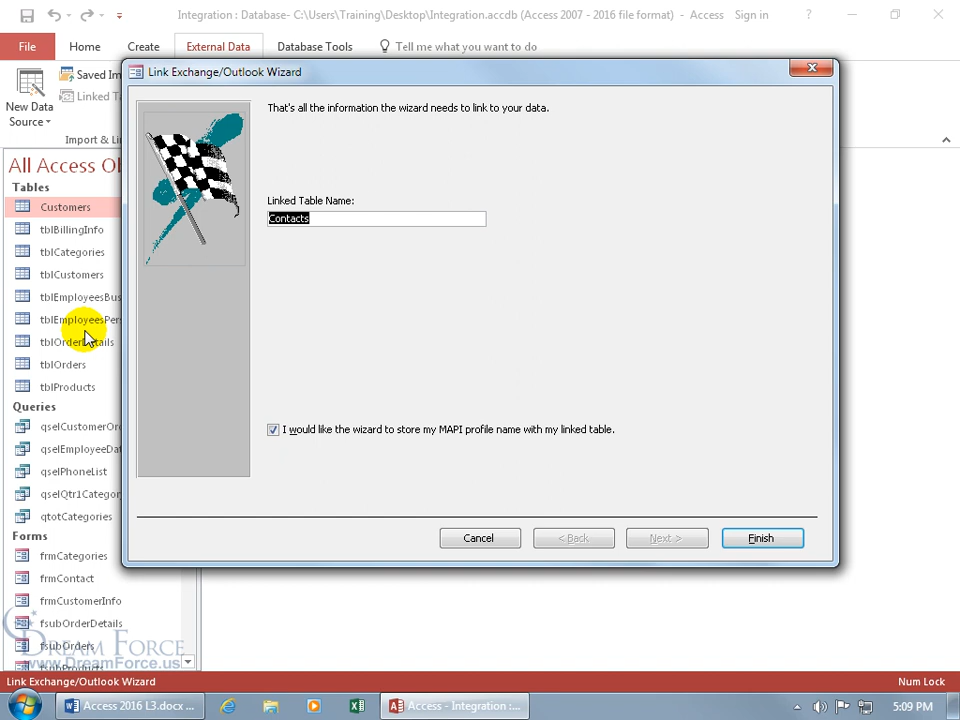 Integration : Database- C:\Users\Training\Desktop\Integration.accdb (Access 2007 - 2016 file format) - Access
Sign in
?
File
Home
Create
External Data
Database Tools
Tell me what you want to do
New Data
Source
Saved Im
Linked T
Import & Li
Link Exchange/Outlook Wizard
That's all the information the wizard needs to link to your data.
Linked Table Name:
Contacts
I would like the wizard to store my MAPI profile name with my linked table.
Cancel
< Back
Next >
Finish
All Access Ob
Tables
Customers
tblBillingInfo
tblCategories
tblCustomers
tblEmployeesBus
tblEmployeesPers
tblOrderDetails
tblOrders
tblProducts
Queries
qselCustomerOrd
qselEmployeeDat
qselPhoneList
qselQtr1Category
qtotCategories
Forms
frmCategories
frmContact
frmCustomerInfo
fsubOrderDetails
fsubOrders
fsubProducts
DREAM FORCE
www.DreamForce.us
Link Exchange/Outlook Wizard
Num Lock
Access 2016 L3.docx ...
Access - Integration :...
5:09 PM